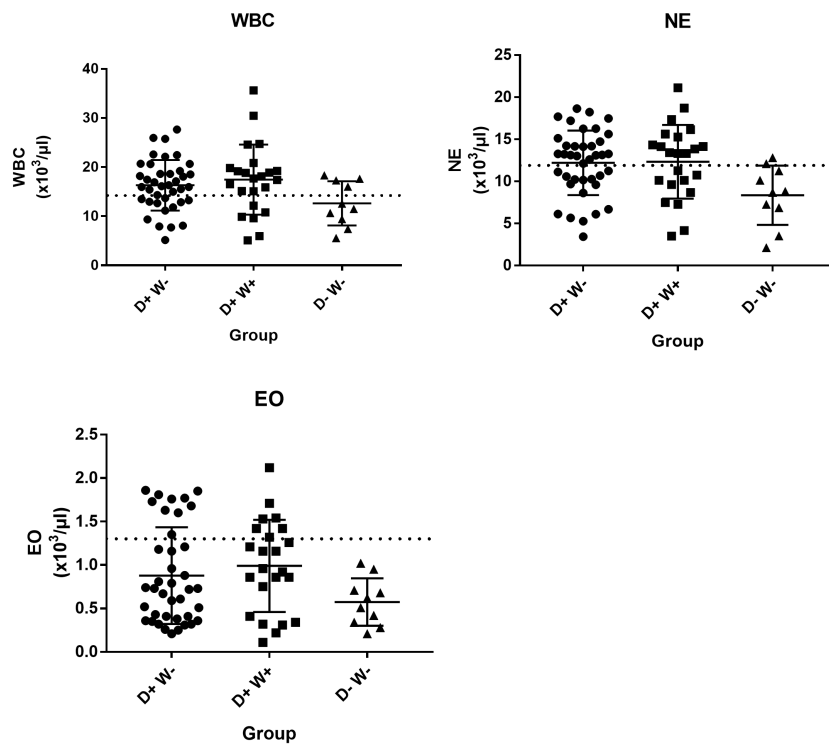 WBC
WBC
(x10³/µl)
40
30
20
10
0
D+ W-
D+ W+
D- W-
Group
NE
NE
(x10³/µl)
25
20
15
10
5
0
D+ W-
D+ W+
D- W-
Group
EO
EO
(x10³/µl)
2.5
2.0
1.5
1.0
0.5
0.0
D+ W-
D+ W+
D- W-
Group